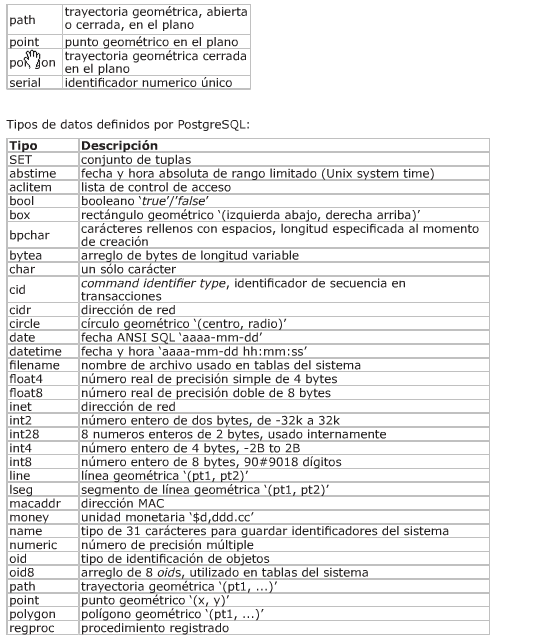 path trayectoria geométrica, abierta
o cerrada, en el plano
point punto geométrico en el plano
trayectoria geométrica cerrada
en el plano
serial identificador numerico único
Tipos de datos definidos por PostgreSQL:
Tipo Descripción
SET conjunto de tuplas
abstime fecha y hora absoluta de rango limitado (Unix system time)
aclitem lista de control de acceso
bool booleano ‘true’/’false’
box rectángulo geométrico ‘(izquierda abajo, derecha arriba)’
bpchar carácteres rellenos con espacios, longitud especificada al momento
de creación
bytea arreglo de bytes de longitud variable
char un sólo carácter
cid command identifier type, identificador de secuencia en
transacciones
cidr dirección de red
circle círculo geométrico ‘(centro, radio)’
date fecha ANSI SQL ‘aaaa-mm-dd’
datetime fecha y hora ‘aaaa-mm-dd hh:mm:ss’
filename nombre de archivo usado en tablas del sistema
float4 número real de precisión simple de 4 bytes
float8 número real de precisión doble de 8 bytes
inet dirección de red
int2 número entero de dos bytes, de -32k a 32k
int28 8 numeros enteros de 2 bytes, usado internamente
int4 número entero de 4 bytes, -2B to 2B
int8 número entero de 8 bytes, 90#9018 dígitos
line línea geométrica ‘(pt1, pt2)’
lseg segmento de línea geométrica ‘(pt1, pt2)’
macaddr dirección MAC
money unidad monetaria ‘$d,ddd.cc’
name tipo de 31 carácteres para guardar identificadores del sistema
numeric número de precisión múltiple
oid tipo de identificación de objetos
oid8 arreglo de 8 oids, utilizado en tablas del sistema
path trayectoria geométrica ‘(pt1, ...)’
point punto geométrico ‘(x, y)’
polygon polígono geométrico ‘(pt1, ...)’
regproc procedimiento registrado